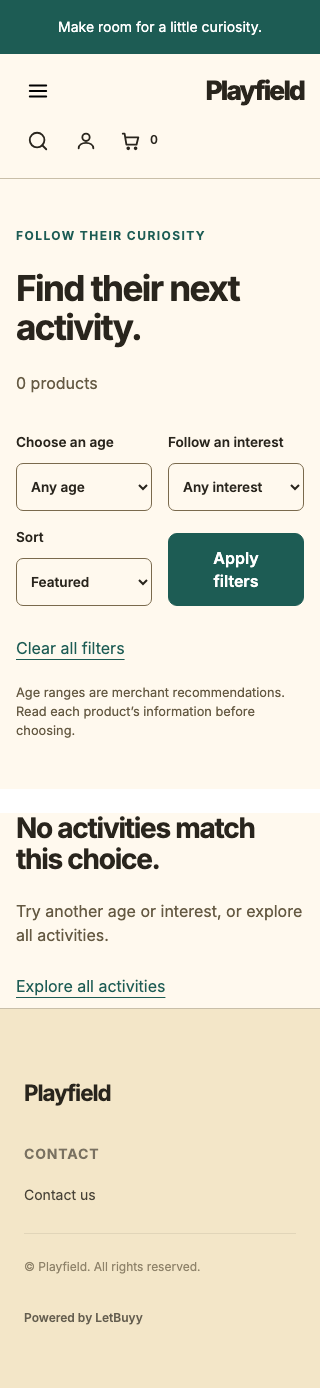 Make room for a little curiosity.
Playfield
0
FOLLOW THEIR CURIOSITY
Find their next
activity.
0 products
Choose an age
Follow an interest
Any age
Any interest
Sort
Featured
Apply
filters
Clear all filters
Age ranges are merchant recommendations.
Read each product’s information before
choosing.
No activities match
this choice.
Try another age or interest, or explore
all activities.
Explore all activities
Playfield
CONTACT
Contact us
© Playfield. All rights reserved.
Powered by LetBuyy